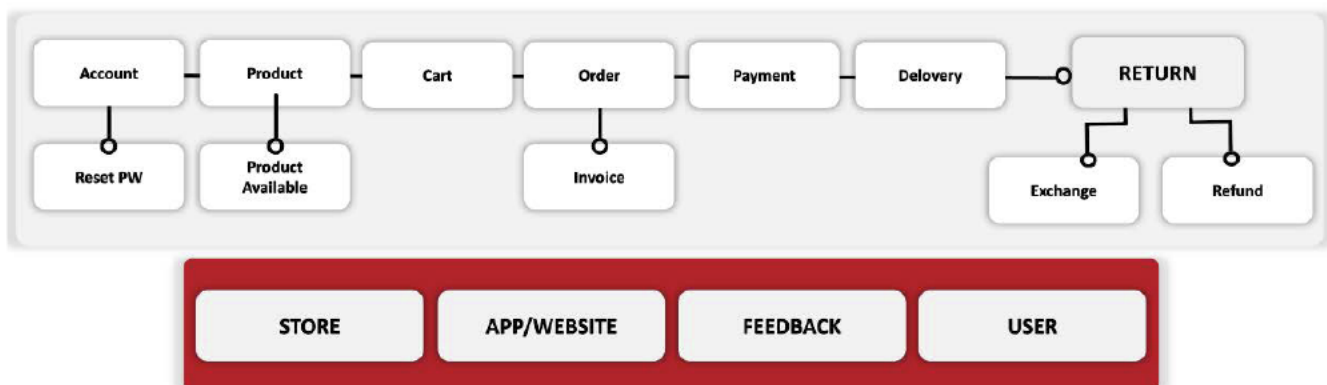 Account
Product
Cart
Order
Payment
Delovery
RETURN
Reset PW
Product
Available
Invoice
Exchange
Refund
STORE
APP/WEBSITE
FEEDBACK
USER